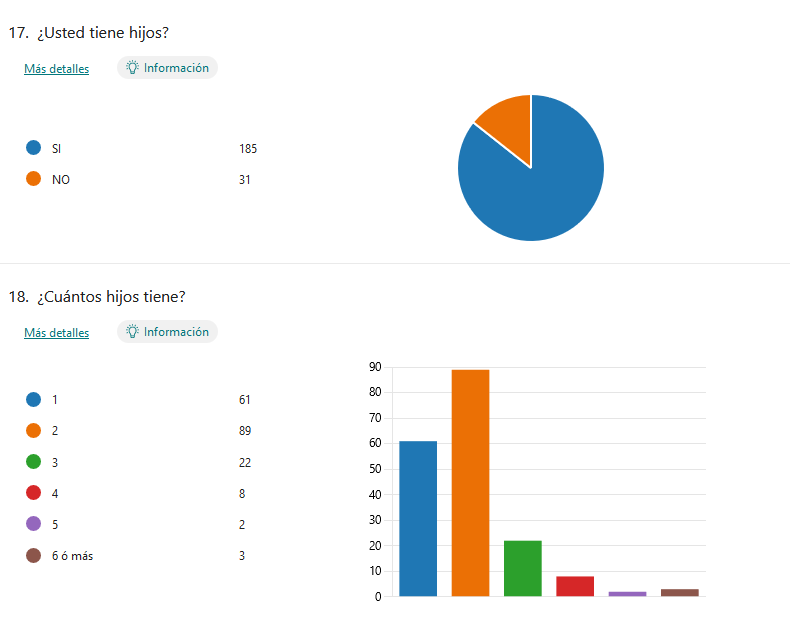 17. ¿Usted tiene hijos?
Más detalles Información
SI 185
NO 31
18. ¿Cuántos hijos tiene?
Más detalles Información
1 61
2 89
3 22
4 8
5 2
6 ó más 3
90
80
70
60
50
40
30
20
10
0